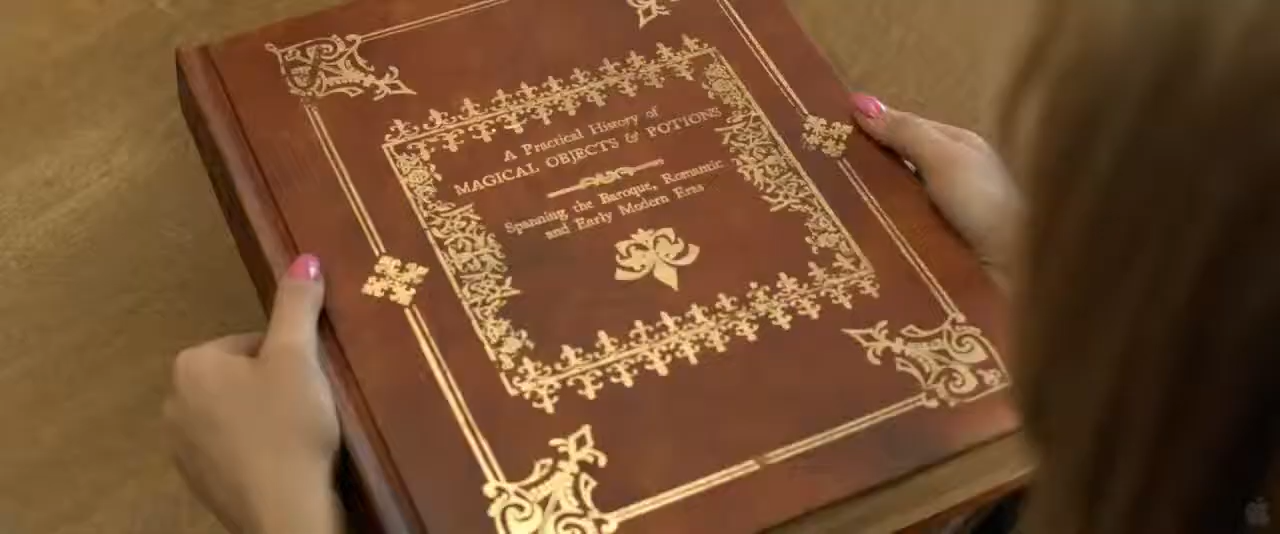 A Practical History of
MAGICAL OBJECTS & POTIONS
Spanning the Baroque, Romantic
and Early Modern Eras